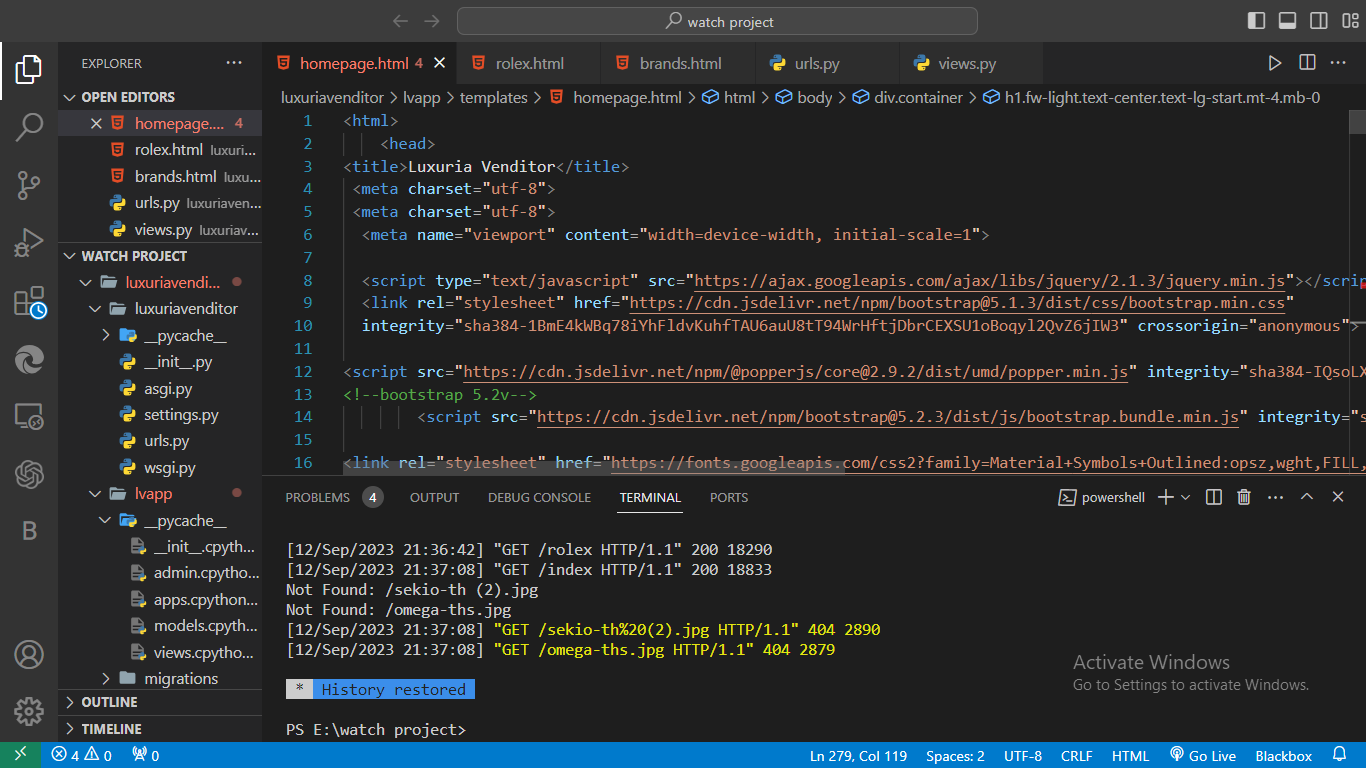 watch project
EXPLORER
OPEN EDITORS
homepage.... 4
rolex.html luxuri...
brands.html luxu...
urls.py luxuriaven...
views.py luxuriav...
WATCH PROJECT
luxuriavendi...
luxuriavenditor
__pycache__
__init__.py
asgi.py
settings.py
urls.py
wsgi.py
lvapp
__pycache__
__init__.cpyth...
admin.cpytho...
apps.cpython...
models.cpyth...
views.cpytho...
migrations
OUTLINE
TIMELINE
homepage.html 4 rolex.html brands.html urls.py views.py
luxuriavenditor > lvapp > templates > homepage.html > html > body > div.container > h1.fw-light.text-center.text-lg-start.mt-4.mb-0
1 <html>
2 <head>
3 <title>Luxuria Venditor</title>
4 <meta charset="utf-8">
5 <meta charset="utf-8">
6 <meta name="viewport" content="width=device-width, initial-scale=1">
7
8 <script type="text/javascript" src="https://ajax.googleapis.com/ajax/libs/jquery/2.1.3/jquery.min.js"></scrip
9 <link rel="stylesheet" href="https://cdn.jsdelivr.net/npm/bootstrap@5.1.3/dist/css/bootstrap.min.css"
10 integrity="sha384-1BmE4kWBq78iYhFldvKuhfTAU6auU8tT94WrHftjDbrCEXSU1oBoqyl2QvZ6jIW3" crossorigin="anonymous">
11
12 <script src="https://cdn.jsdelivr.net/npm/@popperjs/core@2.9.2/dist/umd/popper.min.js" integrity="sha384-IQsoLX
13 <!--bootstrap 5.2v-->
14 <script src="https://cdn.jsdelivr.net/npm/bootstrap@5.2.3/dist/js/bootstrap.bundle.min.js" integrity="s
15
16 <link rel="stylesheet" href="https://fonts.googleapis.com/css2?family=Material+Symbols+Outlined:opsz,wght,FILL,
PROBLEMS 4 OUTPUT DEBUG CONSOLE TERMINAL PORTS powershell
[12/Sep/2023 21:36:42] "GET /rolex HTTP/1.1" 200 18290
[12/Sep/2023 21:37:08] "GET /index HTTP/1.1" 200 18833
Not Found: /sekio-th (2).jpg
Not Found: /omega-ths.jpg
[12/Sep/2023 21:37:08] "GET /sekio-th%20(2).jpg HTTP/1.1" 404 2890
[12/Sep/2023 21:37:08] "GET /omega-ths.jpg HTTP/1.1" 404 2879
* History restored
PS E:\watch project>
Activate Windows
Go to Settings to activate Windows.
4 0 0 Ln 279, Col 119 Spaces: 2 UTF-8 CRLF HTML Go Live Blackbox